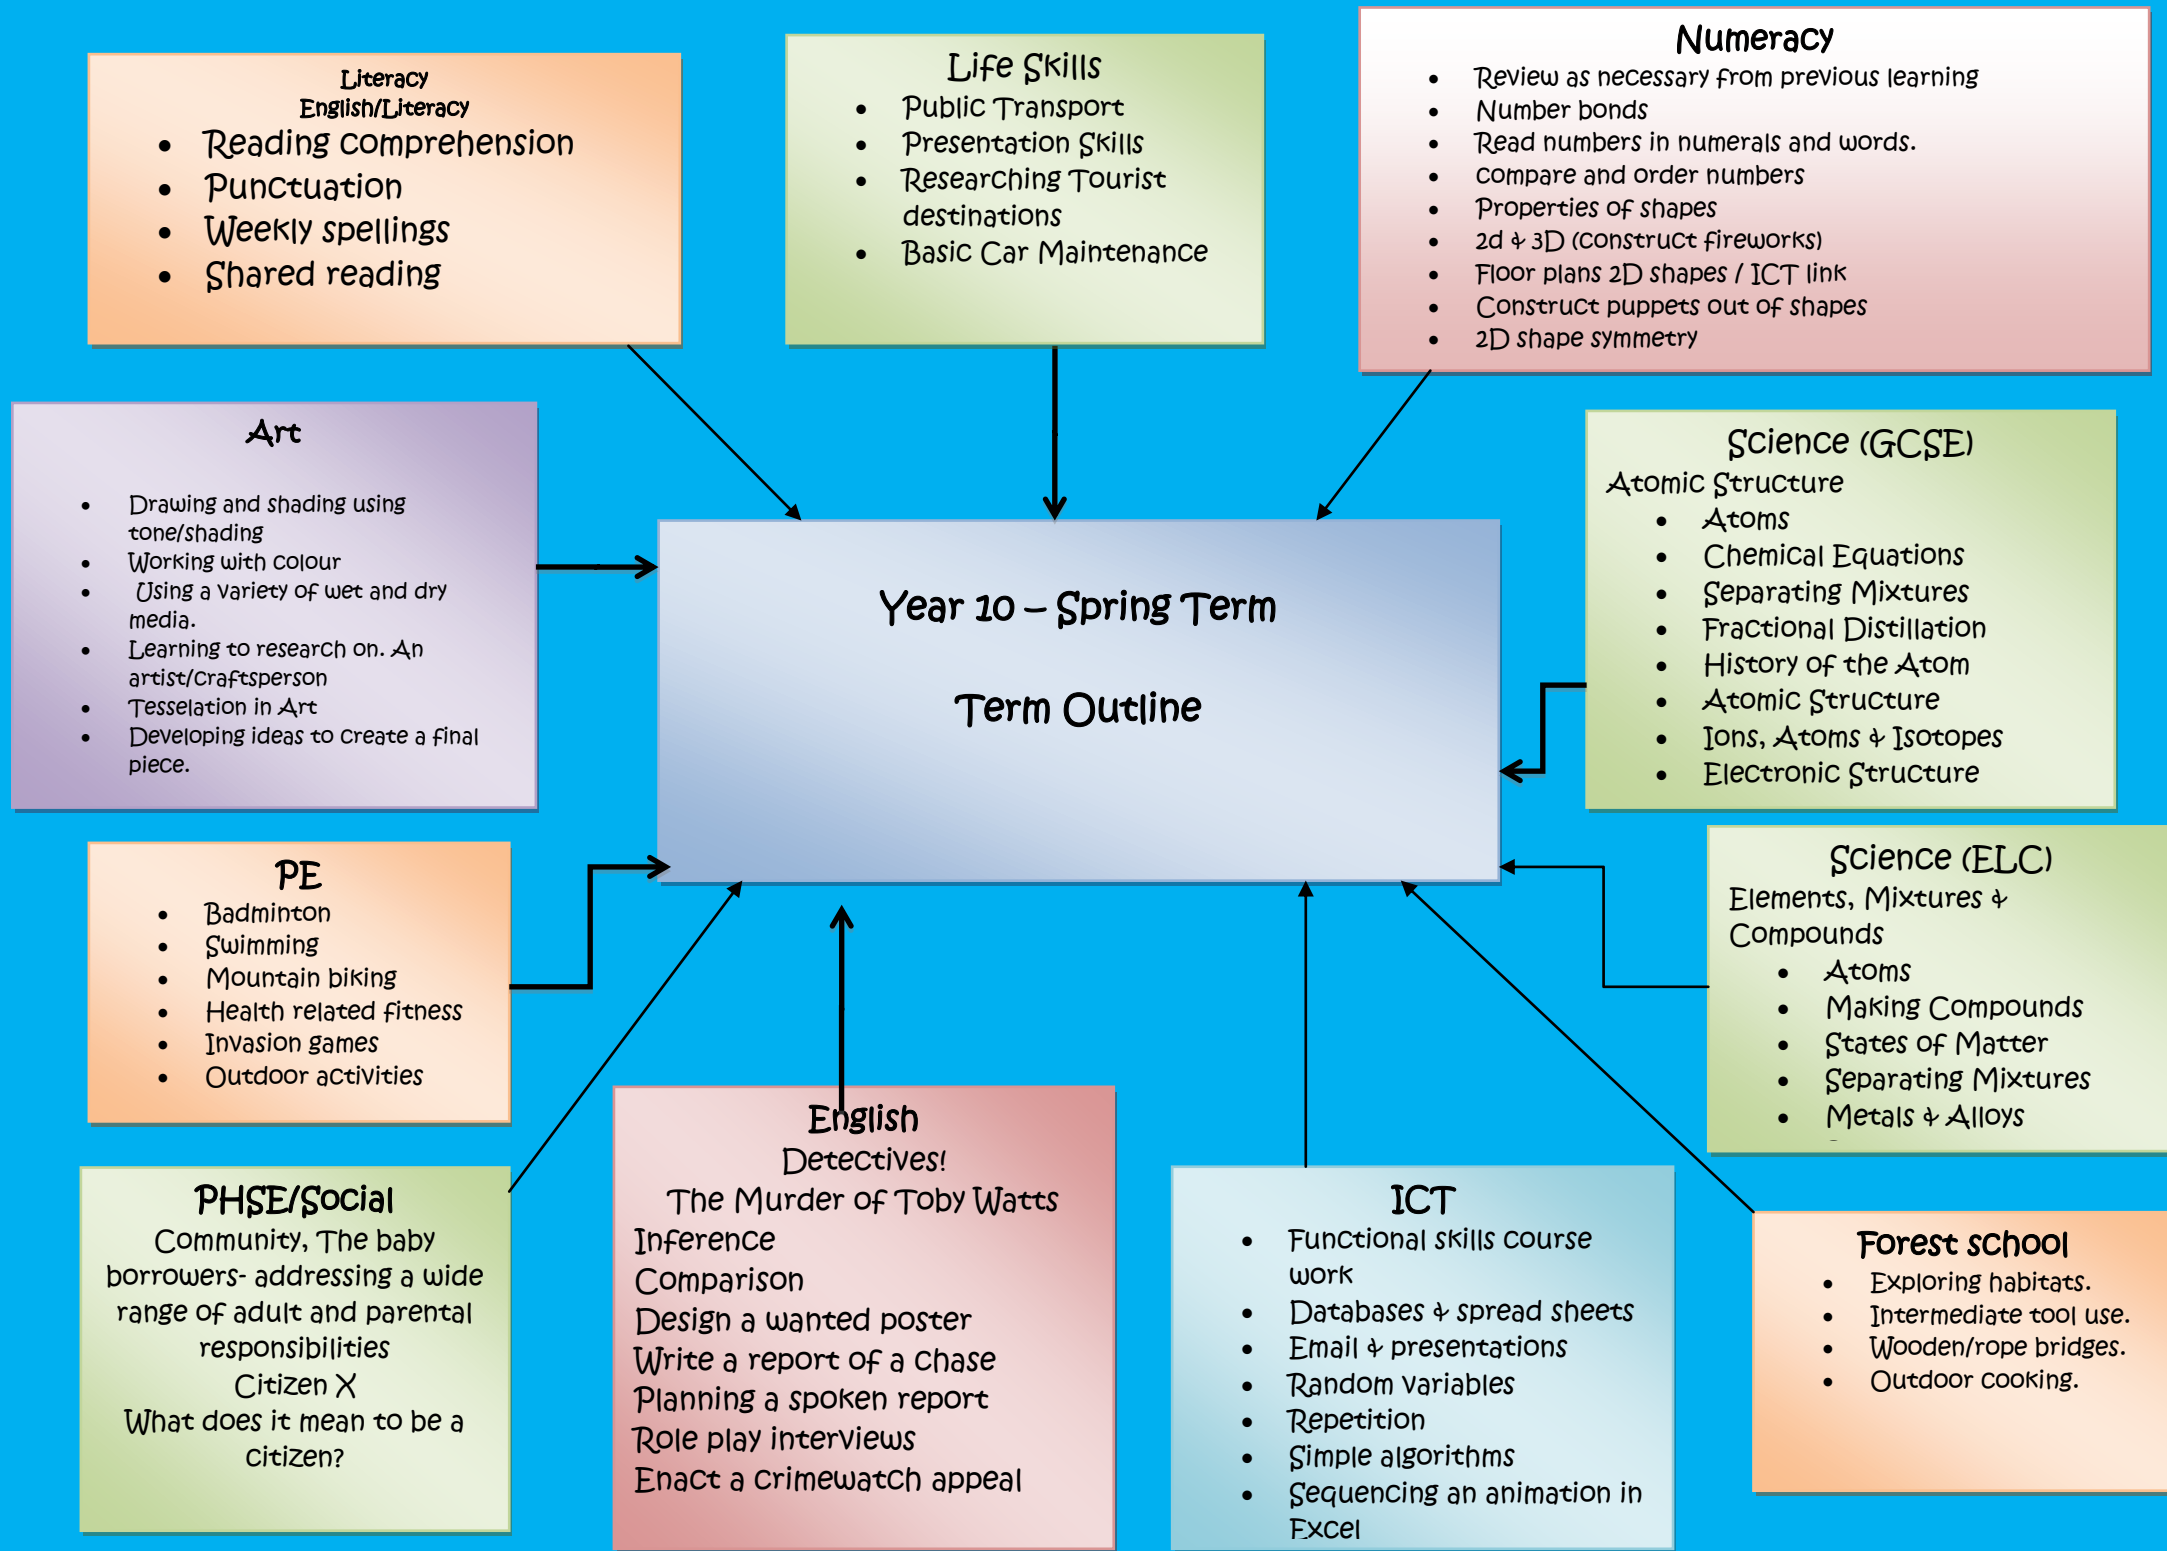 Literacy
English/Literacy
• Reading comprehension
• Punctuation
• Weekly spellings
• Shared reading
Life Skills
• Public Transport
• Presentation Skills
• Researching Tourist
destinations
• Basic Car Maintenance
Numeracy
• Review as necessary from previous learning
• Number bonds
• Read numbers in numerals and words.
• compare and order numbers
• Properties of shapes
• 2d & 3D (construct fireworks)
• Floor plans 2D shapes / ICT link
• Construct puppets out of shapes
• 2D shape symmetry
Art
• Drawing and shading using
tone/shading
• Working with colour
• Using a variety of wet and dry
media.
• Learning to research on. An
artist/craftsperson
• Tesselation in Art
• Developing ideas to create a final
piece.
Year 10 – Spring Term
Term Outline
Science (GCSE)
Atomic Structure
• Atoms
• Chemical Equations
• Separating Mixtures
• Fractional Distillation
• History of the Atom
• Atomic Structure
• Ions, Atoms & Isotopes
• Electronic Structure
PE
• Badminton
• Swimming
• Mountain biking
• Health related fitness
• Invasion games
• Outdoor activities
Science (ELC)
Elements, Mixtures &
Compounds
• Atoms
• Making Compounds
• States of Matter
• Separating Mixtures
• Metals & Alloys
PHSE/Social
Community, The baby
borrowers- addressing a wide
range of adult and parental
responsibilities
Citizen X
What does it mean to be a
citizen?
English
Detectives!
The Murder of Toby Watts
Inference
Comparison
Design a wanted poster
Write a report of a chase
Planning a spoken report
Role play interviews
Enact a crimewatch appeal
ICT
• Functional skills course
work
• Databases & spread sheets
• Email & presentations
• Random variables
• Repetition
• Simple algorithms
• Sequencing an animation in
Excel
Forest school
• Exploring habitats.
• Intermediate tool use.
• Wooden/rope bridges.
• Outdoor cooking.